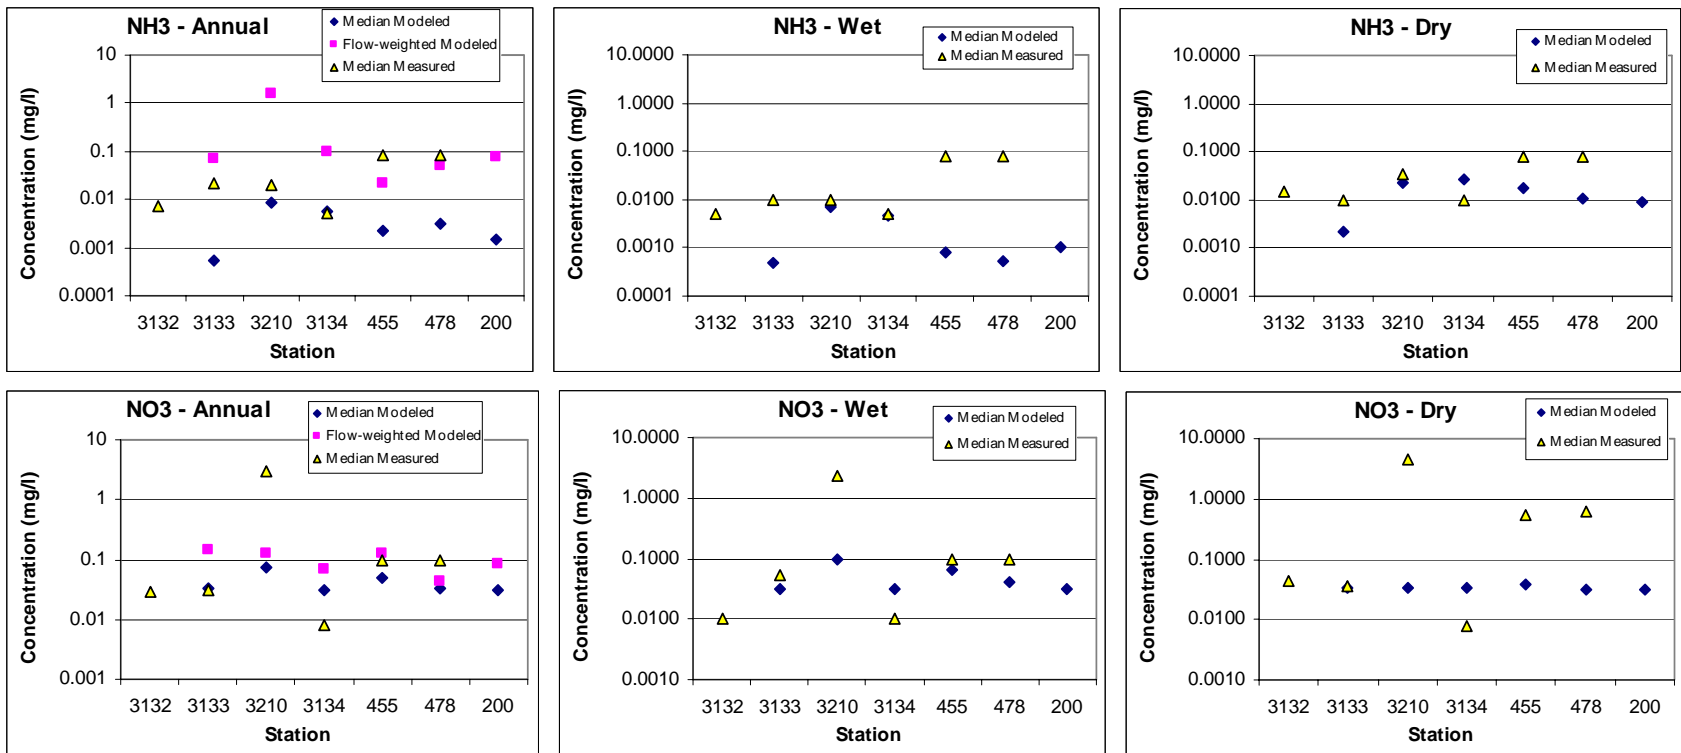 NH3 - Annual
Median Modeled
Flow-weighted Modeled
Median Measured
Concentration (mg/l)
10
1
0.1
0.01
0.001
0.0001
3132 3133 3210 3134 455 478 200
Station
NH3 - Wet
Median Modeled
Median Measured
Concentration (mg/l)
10.0000
1.0000
0.1000
0.0100
0.0010
0.0001
3132 3133 3210 3134 455 478 200
Station
NH3 - Dry
Median Modeled
Median Measured
Concentration (mg/l)
10.0000
1.0000
0.1000
0.0100
0.0010
0.0001
3132 3133 3210 3134 455 478 200
Station
NO3 - Annual
Median Modeled
Flow-weighted Modeled
Median Measured
Concentration (mg/l)
10
1
0.1
0.01
0.001
3132 3133 3210 3134 455 478 200
Station
NO3 - Wet
Median Modeled
Median Measured
Concentration (mg/l)
10.0000
1.0000
0.1000
0.0100
0.0010
3132 3133 3210 3134 455 478 200
Station
NO3 - Dry
Median Modeled
Median Measured
Concentration (mg/l)
10.0000
1.0000
0.1000
0.0100
0.0010
3132 3133 3210 3134 455 478 200
Station